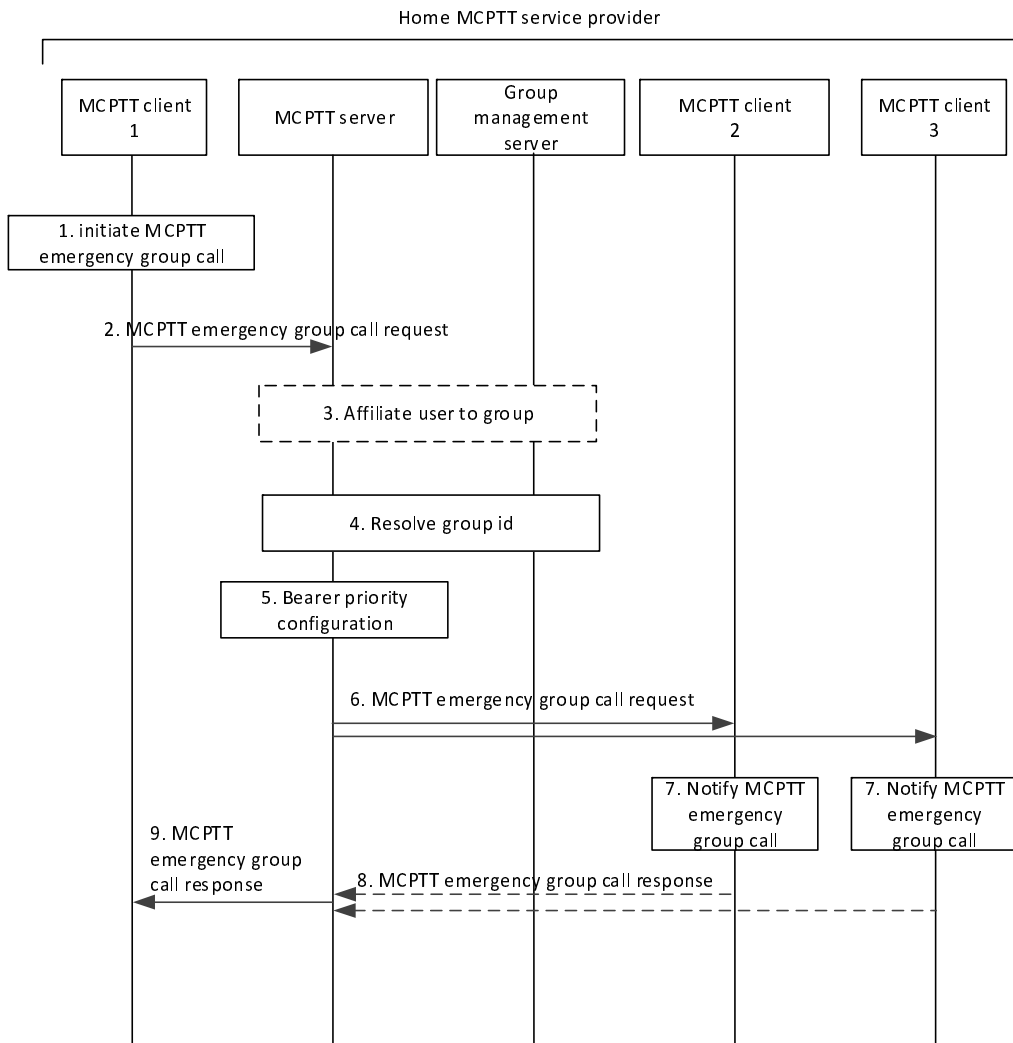 Home MCPTT service provider
MCPTT client
1
MCPTT server
Group
management
server
MCPTT client
2
MCPTT client
3
1. initiate MCPTT
emergency group call
2. MCPTT emergency group call request
3. Affiliate user to group
4. Resolve group id
5. Bearer priority
configuration
6. MCPTT emergency group call request
7. Notify MCPTT
emergency
group call
7. Notify MCPTT
emergency
group call
9. MCPTT
emergency group
call response
8. MCPTT emergency group call response